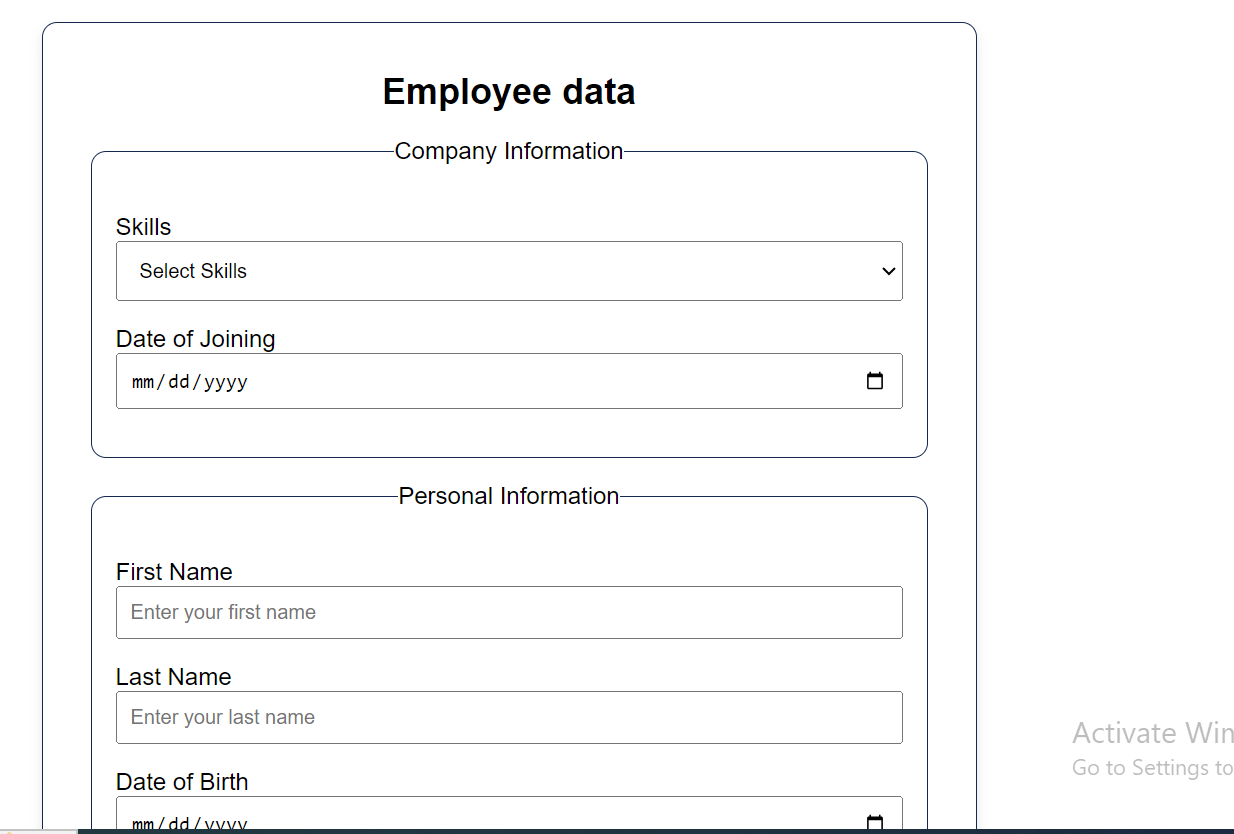 Employee data
Company Information
Skills
Select Skills
Date of Joining
mm/dd/yyyy
Personal Information
First Name
Enter your first name
Last Name
Enter your last name
Date of Birth
mm/dd/yyyy
Activate Win
Go to Settings to